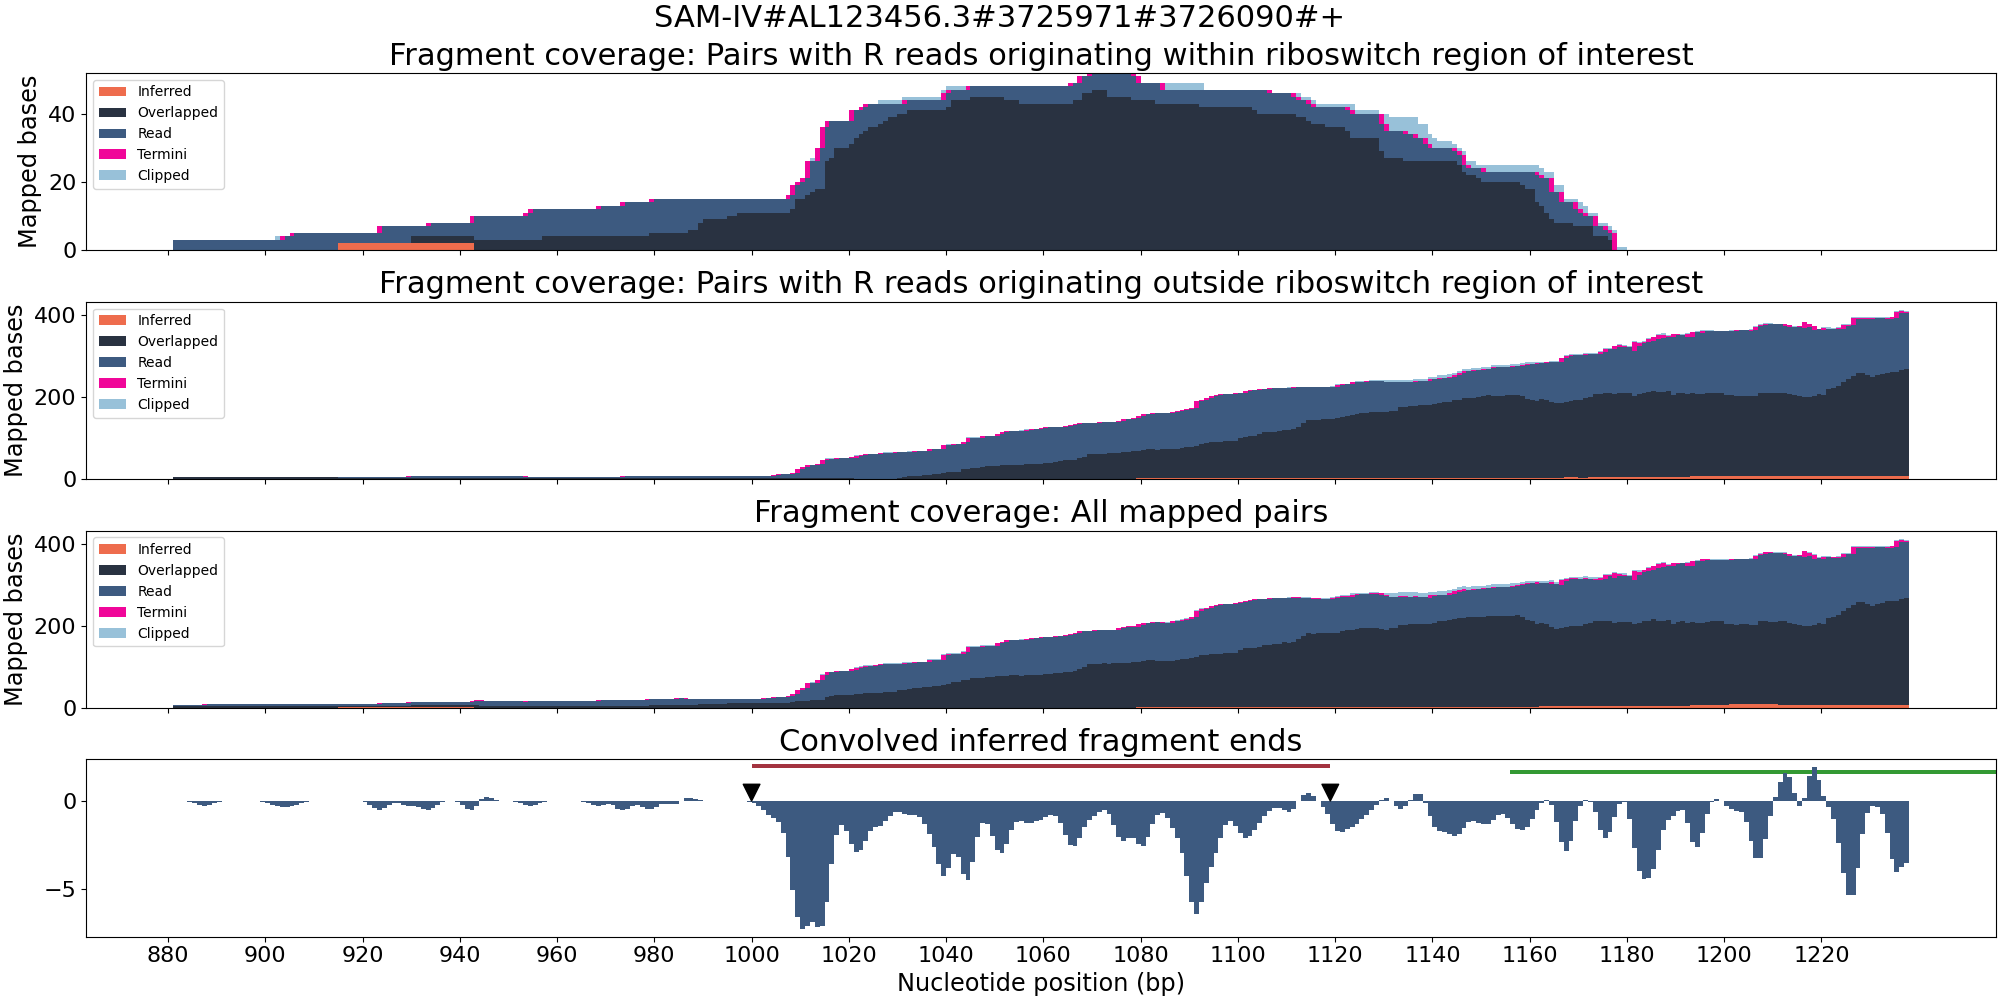 SAM-IV#AL123456.3#3725971#3726090#+
Fragment coverage: Pairs with R reads originating within riboswitch region of interest
Mapped bases
40
20
0
Inferred
Overlapped
Read
Termini
Clipped
Fragment coverage: Pairs with R reads originating outside riboswitch region of interest
Mapped bases
400
200
0
Inferred
Overlapped
Read
Termini
Clipped
Fragment coverage: All mapped pairs
Mapped bases
400
200
0
Inferred
Overlapped
Read
Termini
Clipped
Convolved inferred fragment ends
0
−5
880 900 920 940 960 980 1000 1020 1040 1060 1080 1100 1120 1140 1160 1180 1200 1220
Nucleotide position (bp)